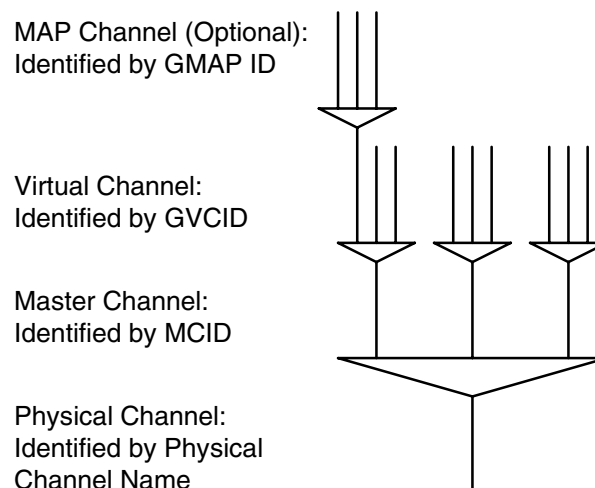 MAP Channel (Optional):
Identified by GMAP ID
Virtual Channel:
Identified by GVCID
Master Channel:
Identified by MCID
Physical Channel:
Identified by Physical
Channel Name